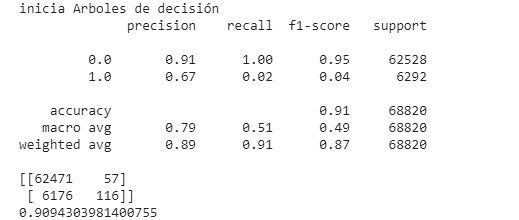 inicia Arboles de decisión
precision recall f1-score support
0.0 0.91 1.00 0.95 62528
1.0 0.67 0.02 0.04 6292
accuracy 0.91 68820
macro avg 0.79 0.51 0.49 68820
weighted avg 0.89 0.91 0.87 68820
[[62471 57]
[ 6176 116]]
0.9094303981400755